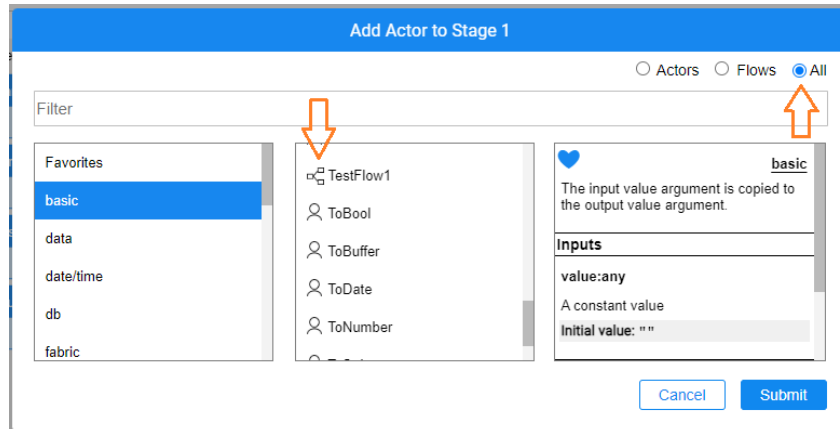 Add Actor to Stage 1
Actors Flows All
Filter
Favorites
basic
data
date/time
db
fabric
TestFlow1
ToBool
ToBuffer
ToDate
ToNumber
basic
The input value argument is copied to
the output value argument.
Inputs
value:any
A constant value
Initial value: ""
Cancel Submit